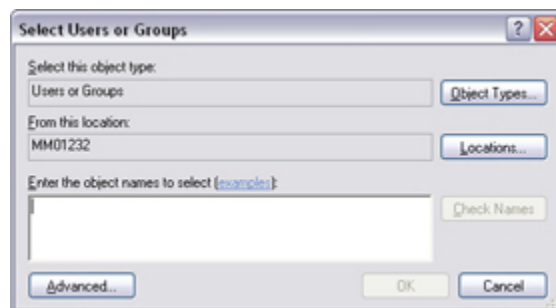 Select Users or Groups
Select this object type:
Users or Groups
Object Types...
From this location:
MM01232
Locations...
Enter the object names to select (examples):
Check Names
Advanced...
OK
Cancel